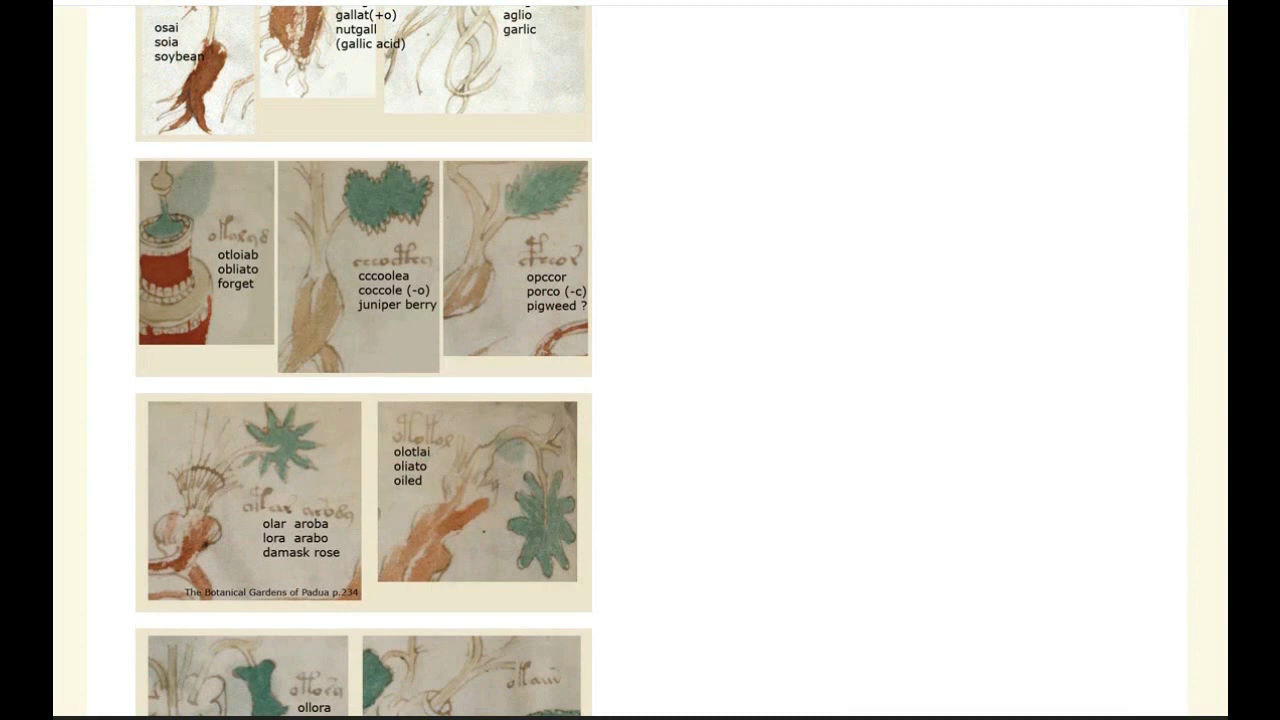 osai
soia
soybean
gallat(+o)
nutgall
(gallic acid)
aglio
garlic
otloiab
obliato
forget
cccoolea
coccole (-o)
juniper berry
opccor
porco (-c)
pigweed ?
olar aroba
lora arabo
damask rose
The Botanical Gardens of Padua p.234
olotlai
oliato
oiled
ollora